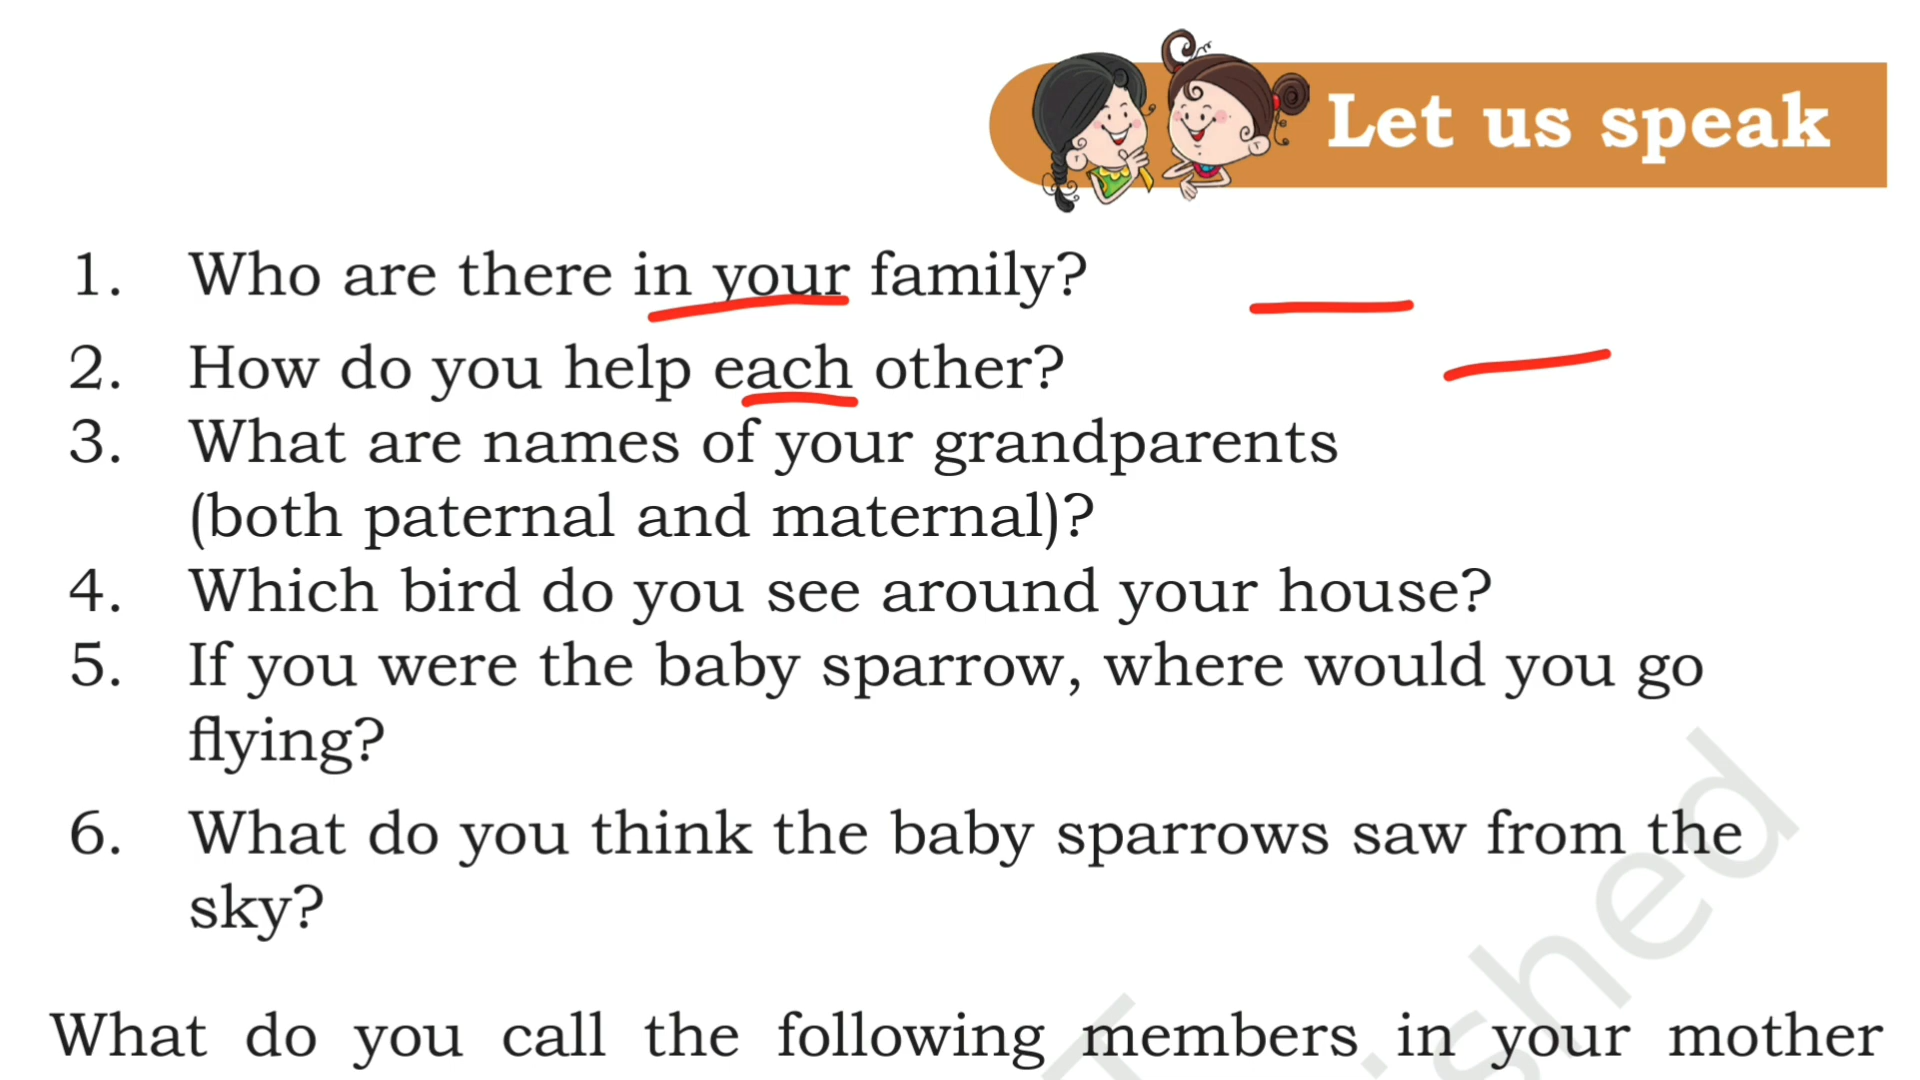 Let us speak
1. Who are there in your family?
2. How do you help each other?
3. What are names of your grandparents
(both paternal and maternal)?
4. Which bird do you see around your house?
5. If you were the baby sparrow, where would you go
flying?
6. What do you think the baby sparrows saw from the
sky?
What do you call the following members in your mother